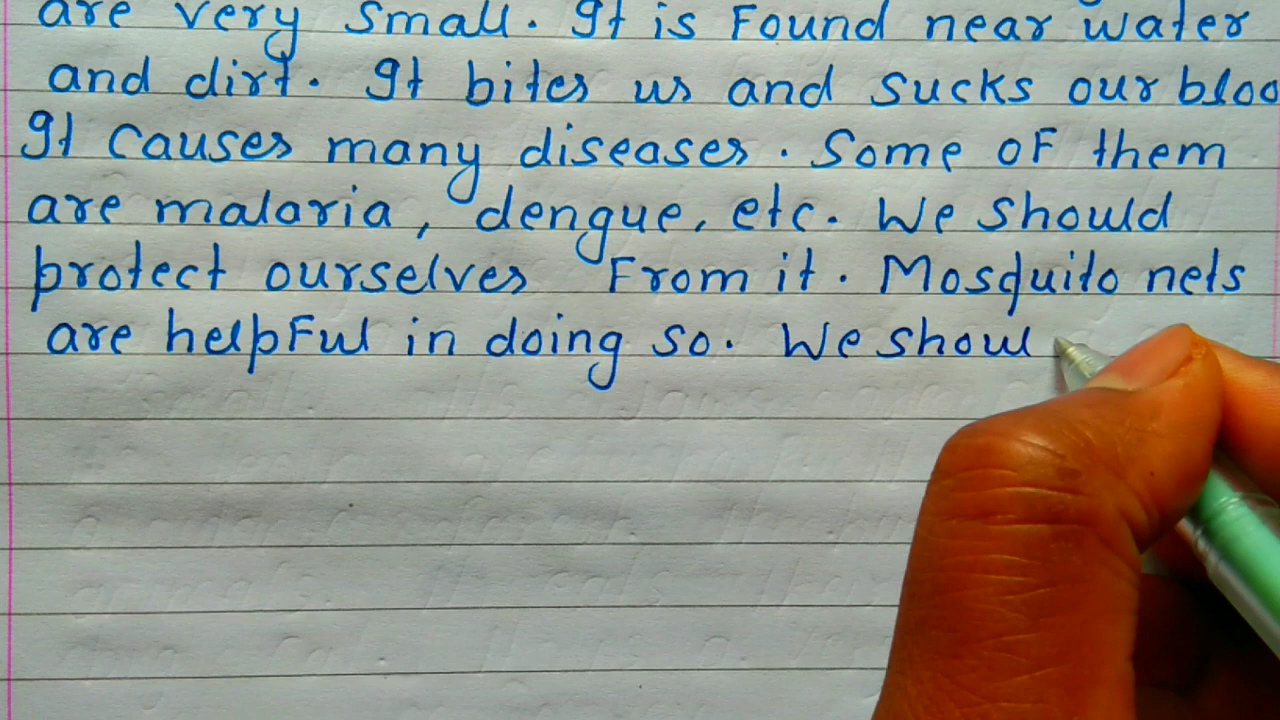 are very small. It is Found near water
and dirt. It bites us and sucks our bloo
It causes many diseases. Some of them
are malaria, dengue, etc. We should
protect ourselves From it. Mosquito nets
are helpful in doing so. We shoul